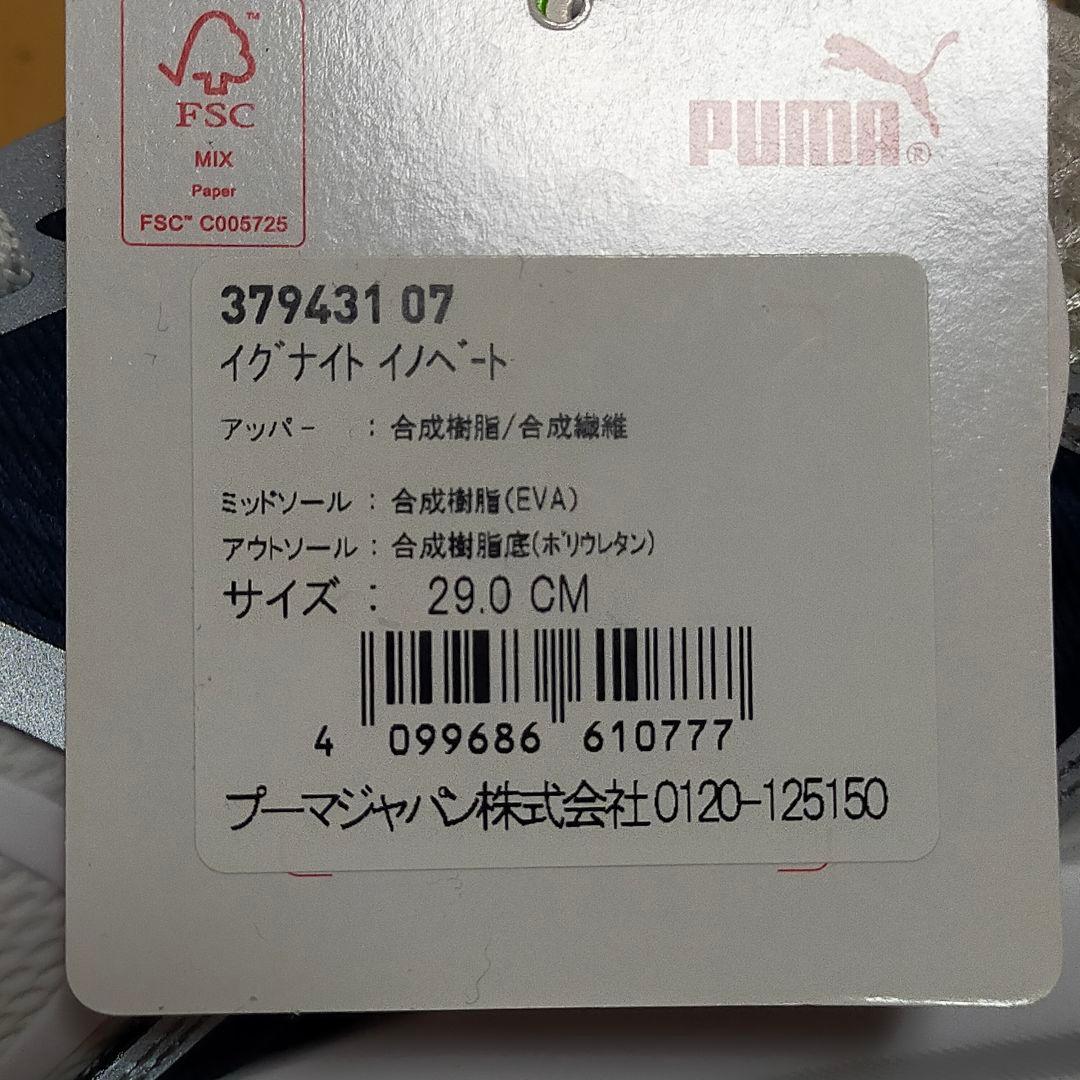 FSC™
MIX
Paper
FSC™ C005725
PUMA®
379431 07
イグナイト イノベート
アッパー : 合成樹脂/合成繊維
ミッドソール : 合成樹脂(EVA)
アウトソール : 合成樹脂底(ポリウレタン)
サイズ : 29.0 CM
4 099686 610777
プーマジャパン株式会社0120-125150